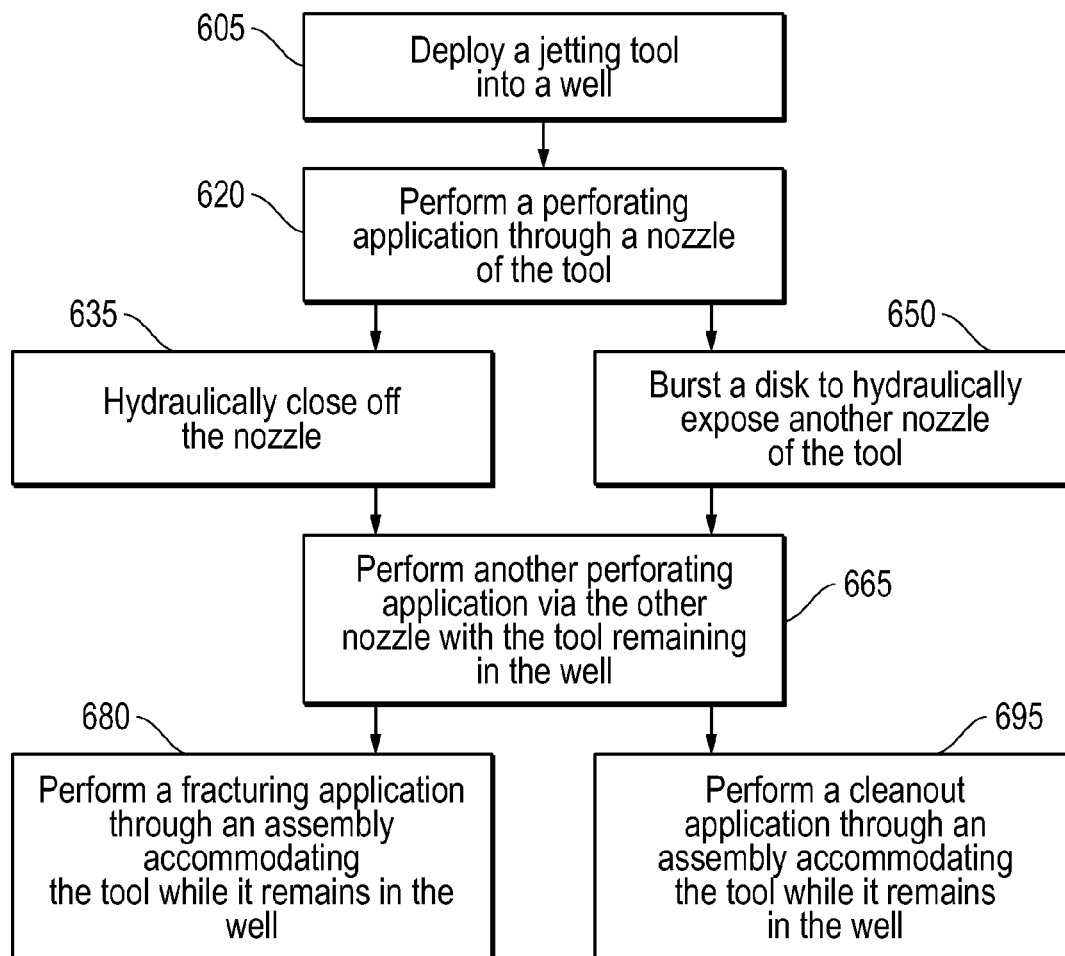 605
Deploy a jetting tool
into a well
620
Perform a perforating
application through a nozzle
of the tool
635
Hydraulically close off
the nozzle
650
Burst a disk to hydraulically
expose another nozzle
of the tool
Perform another perforating
application via the other
nozzle with the tool remaining
in the well
665
680
Perform a fracturing application
through an assembly
accommodating
the tool while it remains in the
well
695
Perform a cleanout
application through an
assembly accommodating
the tool while it remains
in the well